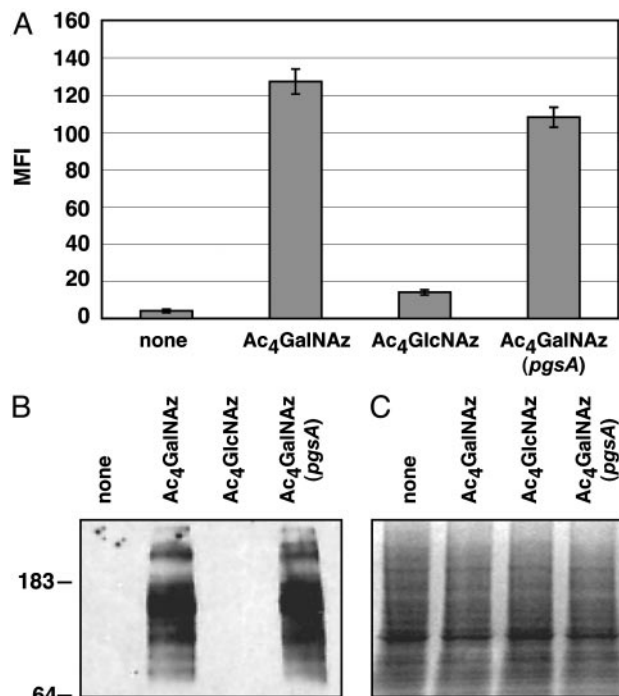 A
160
140
120
100
80
60
40
20
0
MFI
none
Ac4GalNAz
Ac4GlcNAz
Ac4GalNAz
(pgsA)
B
none
Ac4GalNAz
Ac4GlcNAz
Ac4GalNAz
(pgsA)
183
64
C
none
Ac4GalNAz
Ac4GlcNAz
Ac4GalNAz
(pgsA)